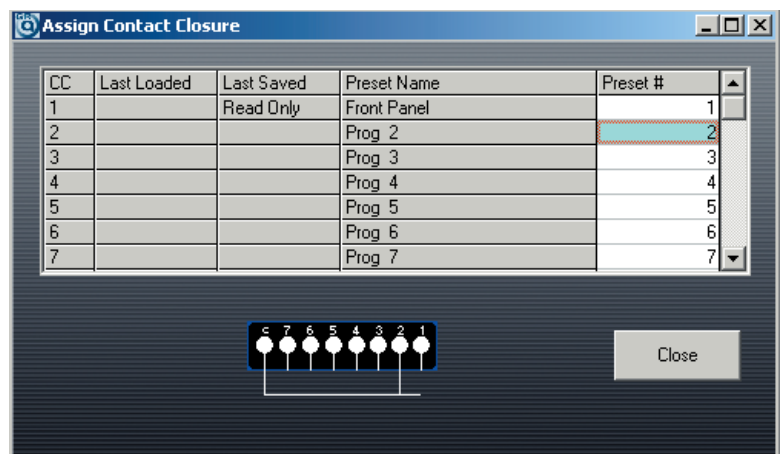 Assign Contact Closure
CC Last Loaded Last Saved Preset Name Preset #
1 Read Only Front Panel 1
2 Prog 2 2
3 Prog 3 3
4 Prog 4 4
5 Prog 5 5
6 Prog 6 6
7 Prog 7 7
c 7 6 5 4 3 2 1
Close